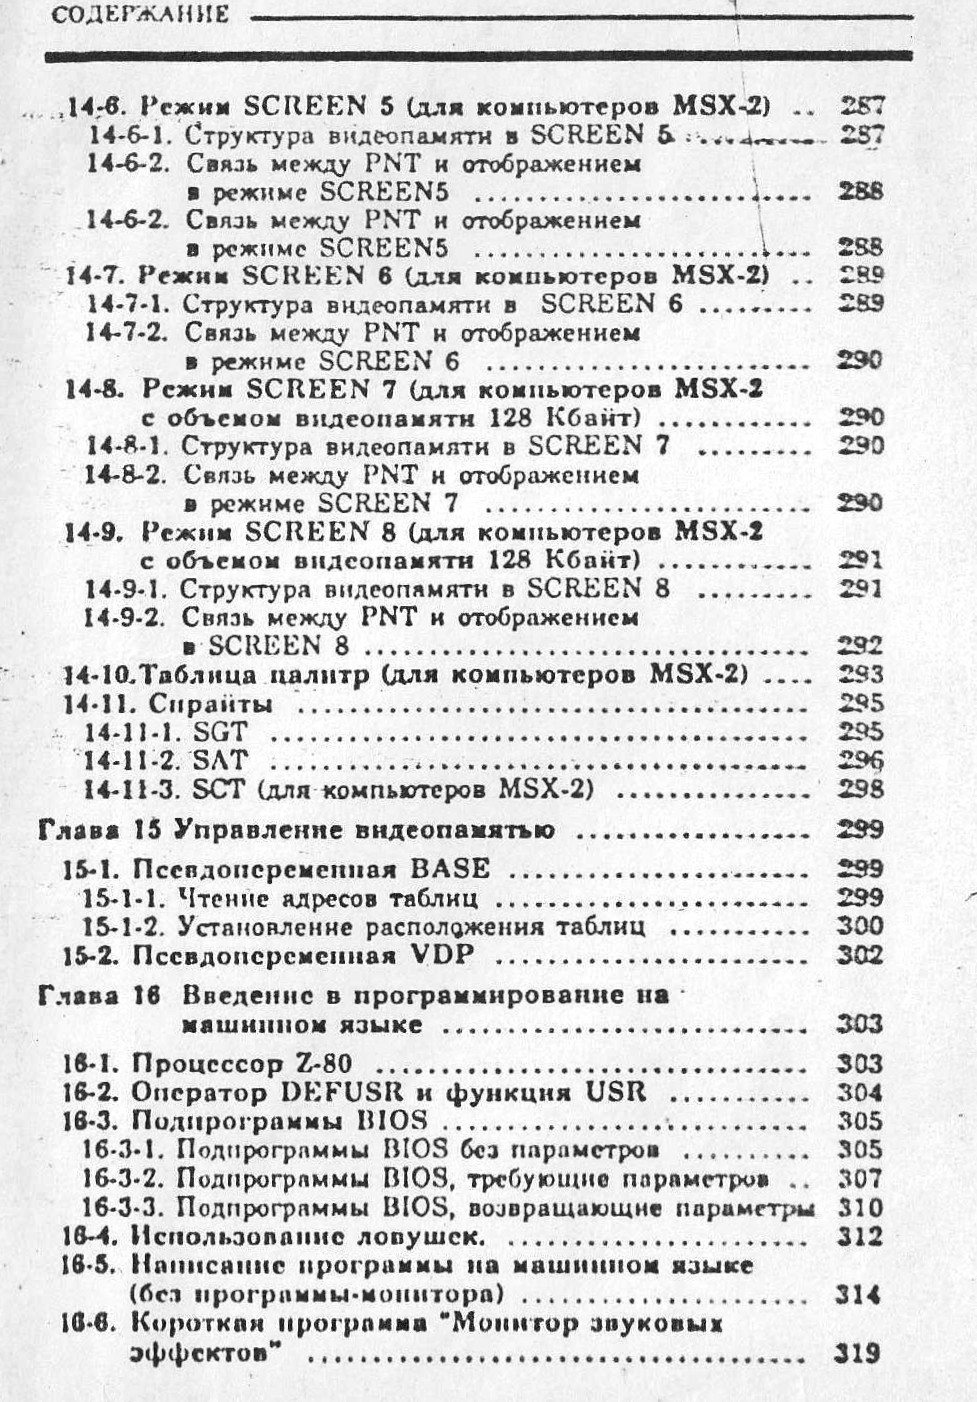 СОДЕРЖАНИЕ
14-6. Режим SCREEN 5 (для компьютеров MSX-2) .. 287
14-6-1. Структура видеопамяти в SCREEN 5 ............ 287
14-6-2. Связь между PNT и отображением
в режиме SCREEN5 ............................ 288
14-6-2. Связь между PNT и отображением
в режиме SCREEN5 ............................ 288
14-7. Режим SCREEN 6 (для компьютеров MSX-2) .. 289
14-7-1. Структура видеопамяти в SCREEN 6 ......... 289
14-7-2. Связь между PNT и отображением
в режиме SCREEN 6 ........................... 290
14-8. Режим SCREEN 7 (для компьютеров MSX-2
с объемом видеопамяти 128 Кбайт) ............ 290
14-8-1. Структура видеопамяти в SCREEN 7 ......... 290
14-8-2. Связь между PNT и отображением
в режиме SCREEN 7 ........................... 290
14-9. Режим SCREEN 8 (для компьютеров MSX-2
с объемом видеопамяти 128 Кбайт) ............ 291
14-9-1. Структура видеопамяти в SCREEN 8 ......... 291
14-9-2. Связь между PNT и отображением
в SCREEN 8 ..................................... 292
14-10.Таблица палитр (для компьютеров MSX-2) .... 293
14-11. Спрайты .......................................... 295
14-11-1. SGT ............................................ 295
14-11-2. SAT ............................................ 296
14-11-3. SCT (для компьютеров MSX-2) ................ 298
Глава 15 Управление видеопамятью ................... 299
15-1. Псевдопеременная BASE ......................... 299
15-1-1. Чтение адресов таблиц .......................... 299
15-1-2. Установление расположения таблиц ........... 300
15-2. Псевдопеременная VDP .......................... 302
Глава 16 Введение в программирование на
машинном языке .............................. 303
16-1. Процессор Z-80 ................................... 303
16-2. Оператор DEFUSR и функция USR ........... 304
16-3. Подпрограммы BIOS .............................. 305
16-3-1. Подпрограммы BIOS без параметров .......... 305
16-3-2. Подпрограммы BIOS, требующие параметров .. 307
16-3-3. Подпрограммы BIOS, возвращающие параметры 310
16-4. Использование ловушек. ......................... 312
16-5. Написание программы на машинном языке
(без программы-монитора) ....................... 314
16-6. Короткая программа "Монитор звуковых
эффектов" ........................................ 319